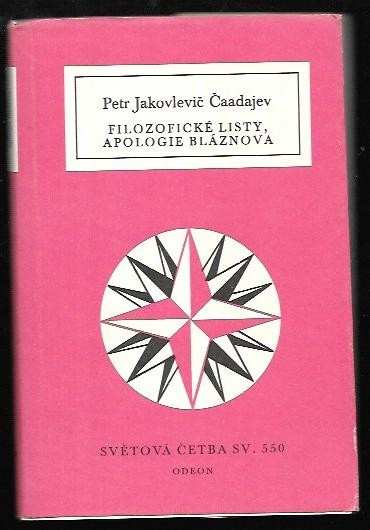 Petr Jakovlevič Čaadajev
FILOZOFICKÉ LISTY,
APOLOGIE BLÁZNOVA
SVĚTOVÁ ČETBA SV. 550
ODEON